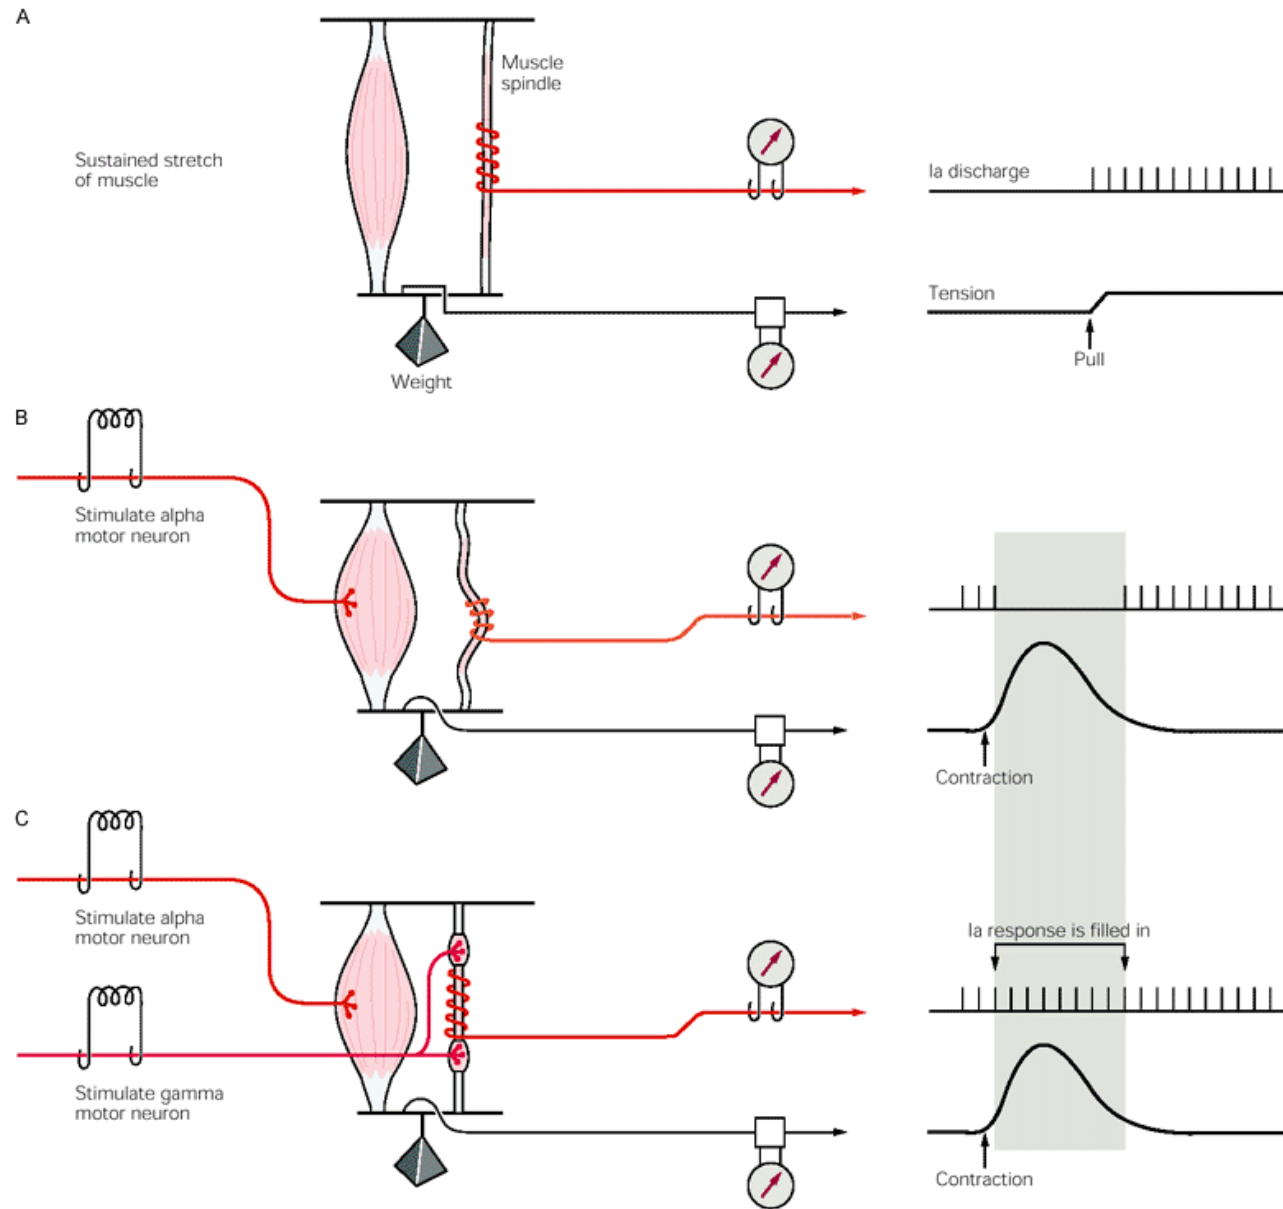 A
Muscle
spindle
Sustained stretch
of muscle
Ia discharge
Tension
Pull
Weight
B
Stimulate alpha
motor neuron
Contraction
C
Stimulate alpha
motor neuron
Ia response is filled in
Stimulate gamma
motor neuron
Contraction